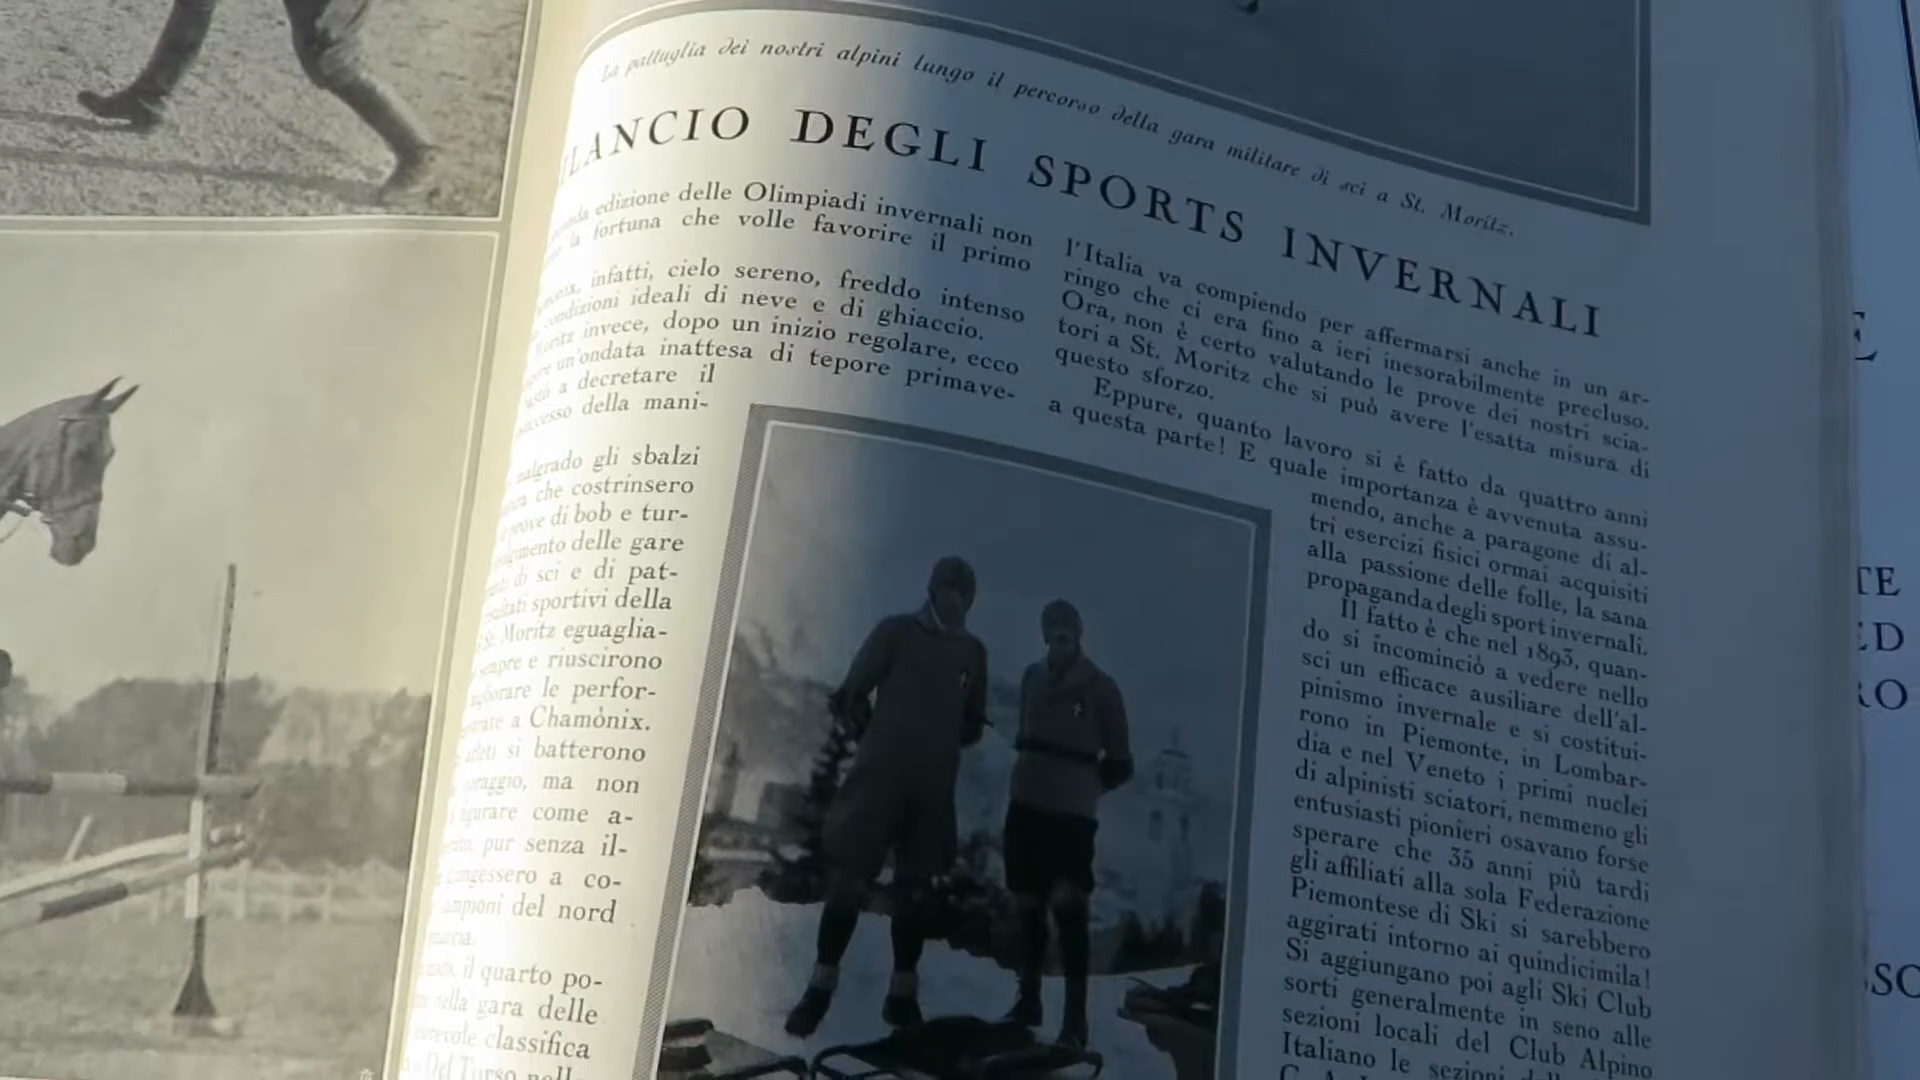 La pattuglia dei nostri alpini lungo il percorso della gara militare di sci a St. Moritz.
LANCIO DEGLI SPORTS INVERNALI
edizione delle Olimpiadi invernali non
la fortuna che volle favorire il primo
infatti, cielo sereno, freddo intenso
condizioni ideali di neve e di ghiaccio.
Moritz invece, dopo un inizio regolare, ecco
un'ondata inattesa di tepore primave-
a decretare il
successo della mani-
malgrado gli sbalzi
che costrinsero
prove di bob e tur-
delle gare
di sci e di pat-
sportivi della
St. Moritz eguaglia-
sempre e riuscirono
le perfor-
a Chamònix.
atleti si batterono
coraggio, ma non
figurare come a-
pur senza il-
a co-
campioni del nord
il quarto po-
nella gara delle
classifica
Del Torso
l'Italia va compiendo per affermarsi anche in un ar-
ringo che ci era fino a ieri inesorabilmente precluso.
Ora, non è certo valutando le prove dei nostri scia-
tori a St. Moritz che si può avere l'esatta misura di
questo sforzo.
Eppure, quanto lavoro si è fatto da quattro anni
a questa parte! E quale importanza è avvenuta assu-
mendo, anche a paragone di al-
tri esercizi fisici ormai acquisiti
alla passione delle folle, la sana
propaganda degli sport invernali.
Il fatto è che nel 1893, quan-
do si incominciò a vedere nello
sci un efficace ausiliare dell'al-
pinismo invernale e si costitui-
rono in Piemonte, in Lombar-
dia e nel Veneto i primi nuclei
di alpinisti sciatori, nemmeno gli
entusiasti pionieri osavano forse
sperare che 35 anni più tardi
gli affiliati alla sola Federazione
Piemontese di Ski si sarebbero
aggirati intorno ai quindicimila!
Si aggiungano poi agli Ski Club
sorti generalmente in seno alle
sezioni locali del Club Alpino
Italiano le sezioni
E
TE
ED
RO
SSO